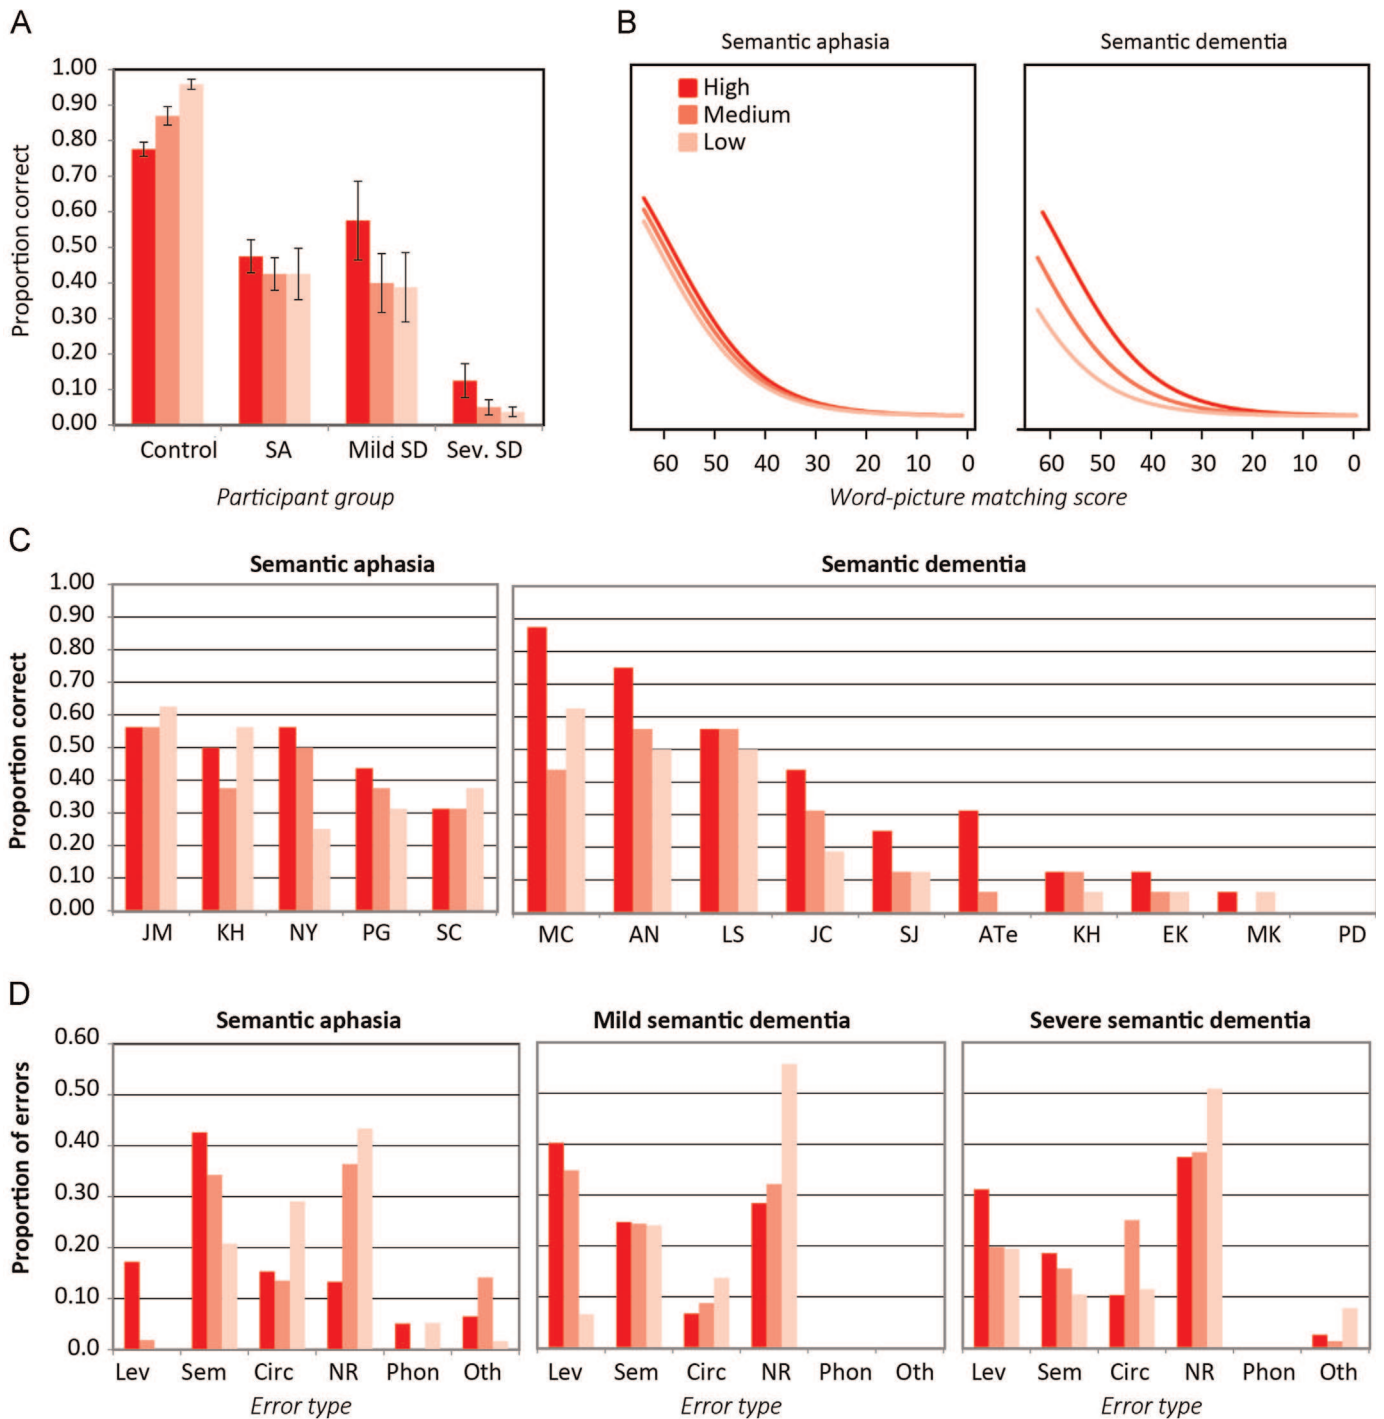 A
Proportion correct
1.00
0.90
0.80
0.70
0.60
0.50
0.40
0.30
0.20
0.10
0.00
Control SA Mild SD Sev. SD
Participant group
B
Semantic aphasia Semantic dementia
High
Medium
Low
60 50 40 30 20 10 0 60 50 40 30 20 10 0
Word-picture matching score
C
Semantic aphasia Semantic dementia
Proportion correct
1.00
0.90
0.80
0.70
0.60
0.50
0.40
0.30
0.20
0.10
0.00
JM KH NY PG SC MC AN LS JC SJ ATe KH EK MK PD
D
Semantic aphasia Mild semantic dementia Severe semantic dementia
Proportion of errors
0.60
0.50
0.40
0.30
0.20
0.10
0.0
Lev Sem Circ NR Phon Oth Lev Sem Circ NR Phon Oth Lev Sem Circ NR Phon Oth
Error type Error type Error type